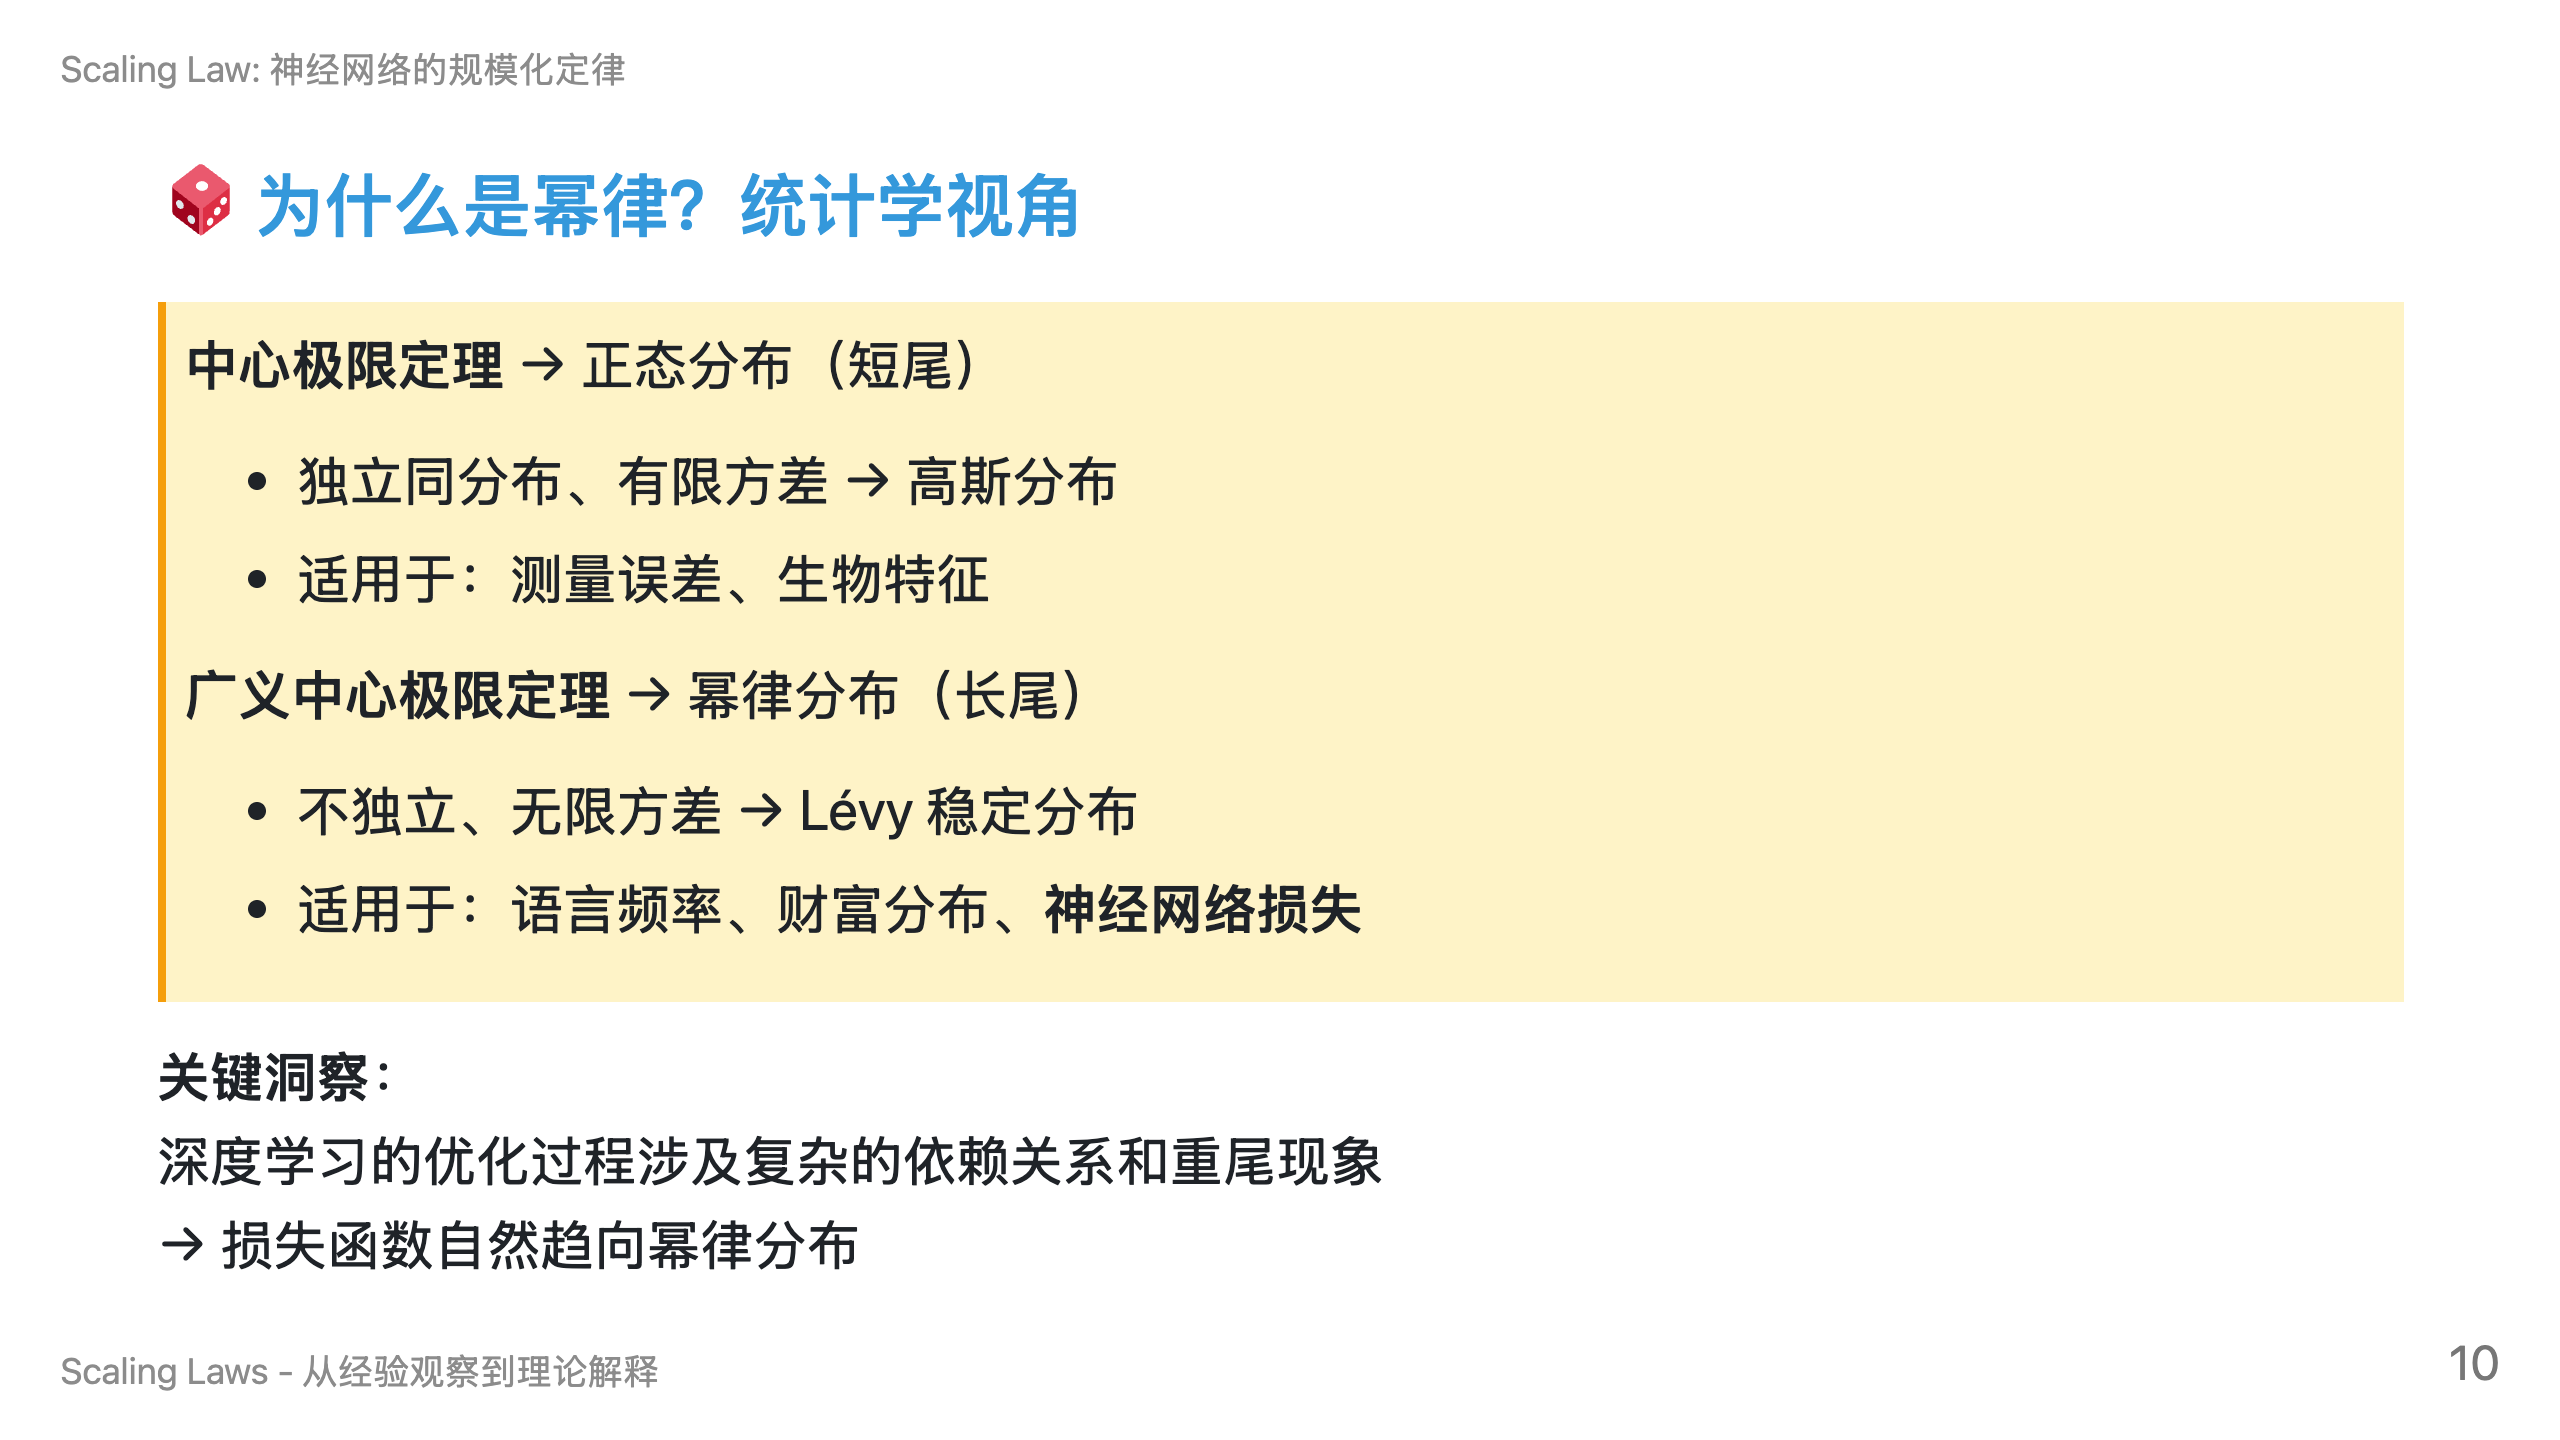 Scaling Law: 神经网络的规模化定律
为什么是幂律？统计学视角
中心极限定理 → 正态分布（短尾）
• 独立同分布、有限方差 → 高斯分布
• 适用于：测量误差、生物特征
广义中心极限定理 → 幂律分布（长尾）
• 不独立、无限方差 → Lévy 稳定分布
• 适用于：语言频率、财富分布、神经网络损失
关键洞察：
深度学习的优化过程涉及复杂的依赖关系和重尾现象
→ 损失函数自然趋向幂律分布
Scaling Laws - 从经验观察到理论解释
10